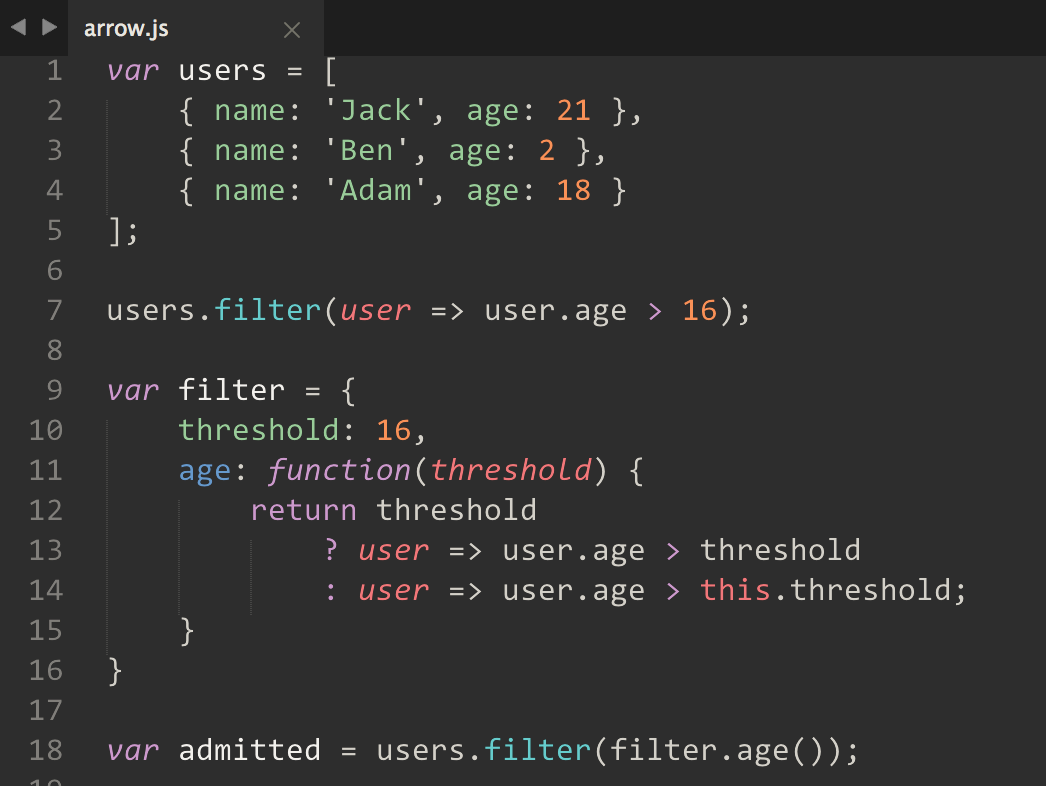 arrow.js
1 var users = [
2     { name: 'Jack', age: 21 },
3     { name: 'Ben', age: 2 },
4     { name: 'Adam', age: 18 }
5 ];
6
7 users.filter(user => user.age > 16);
8
9 var filter = {
10     threshold: 16,
11     age: function(threshold) {
12         return threshold
13             ? user => user.age > threshold
14             : user => user.age > this.threshold;
15     }
16 }
17
18 var admitted = users.filter(filter.age());